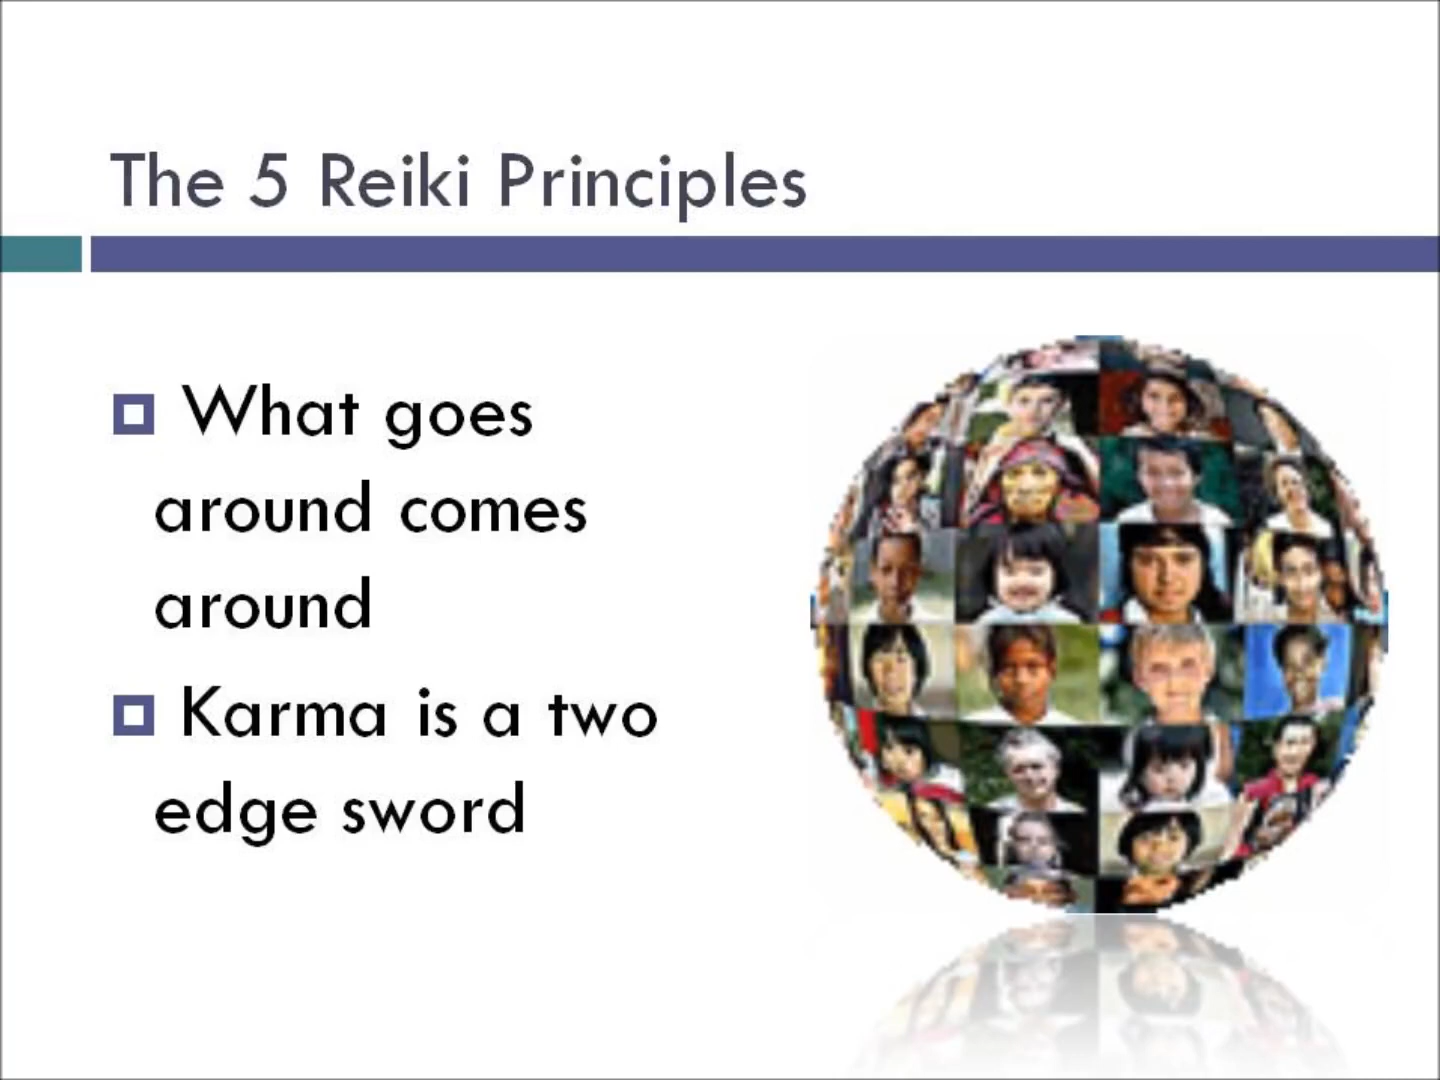 The 5 Reiki Principles
What goes
around comes
around
Karma is a two
edge sword